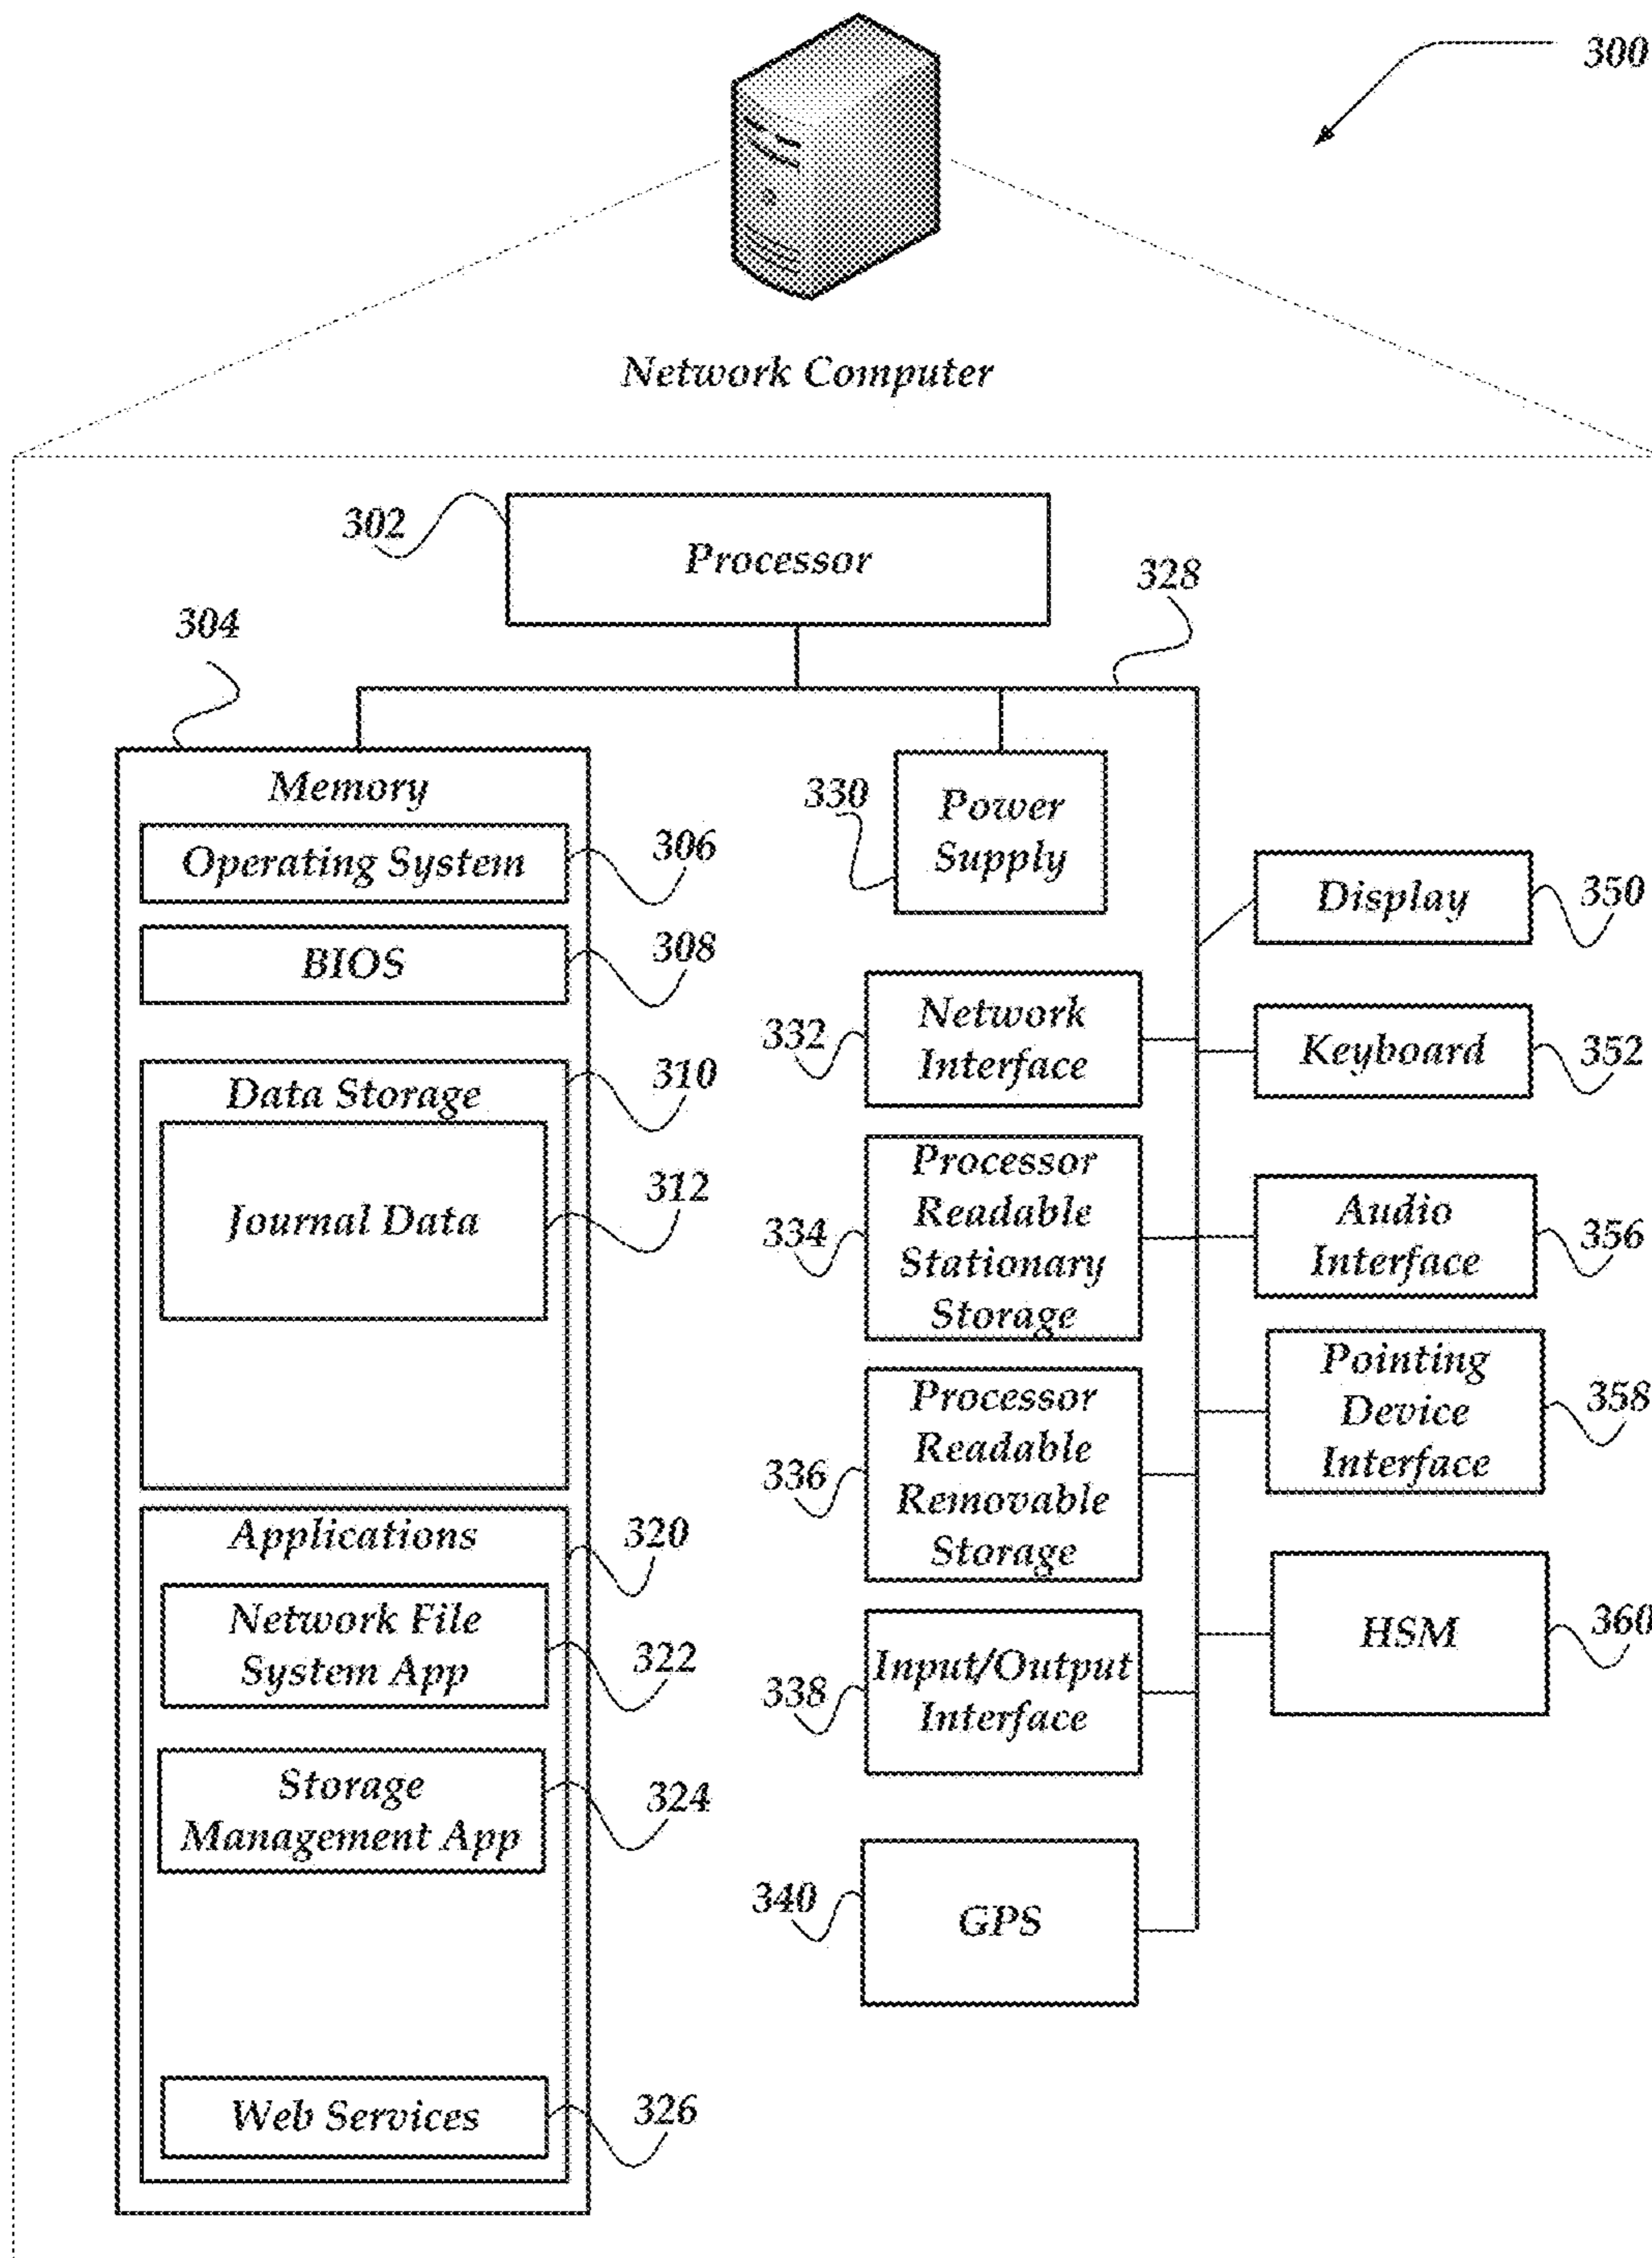 300
Network Computer
302
Processor
328
304
Memory
Operating System
306
BIOS
308
Data Storage
310
Journal Data
312
Applications
320
Network File
System App
322
Storage
Management App
324
Web Services
326
330
Power
Supply
332
Network
Interface
334
Processor
Readable
Stationary
Storage
336
Processor
Readable
Removable
Storage
338
Input/Output
Interface
340
GPS
Display
350
Keyboard
352
Audio
Interface
356
Pointing
Device
Interface
358
HSM
360